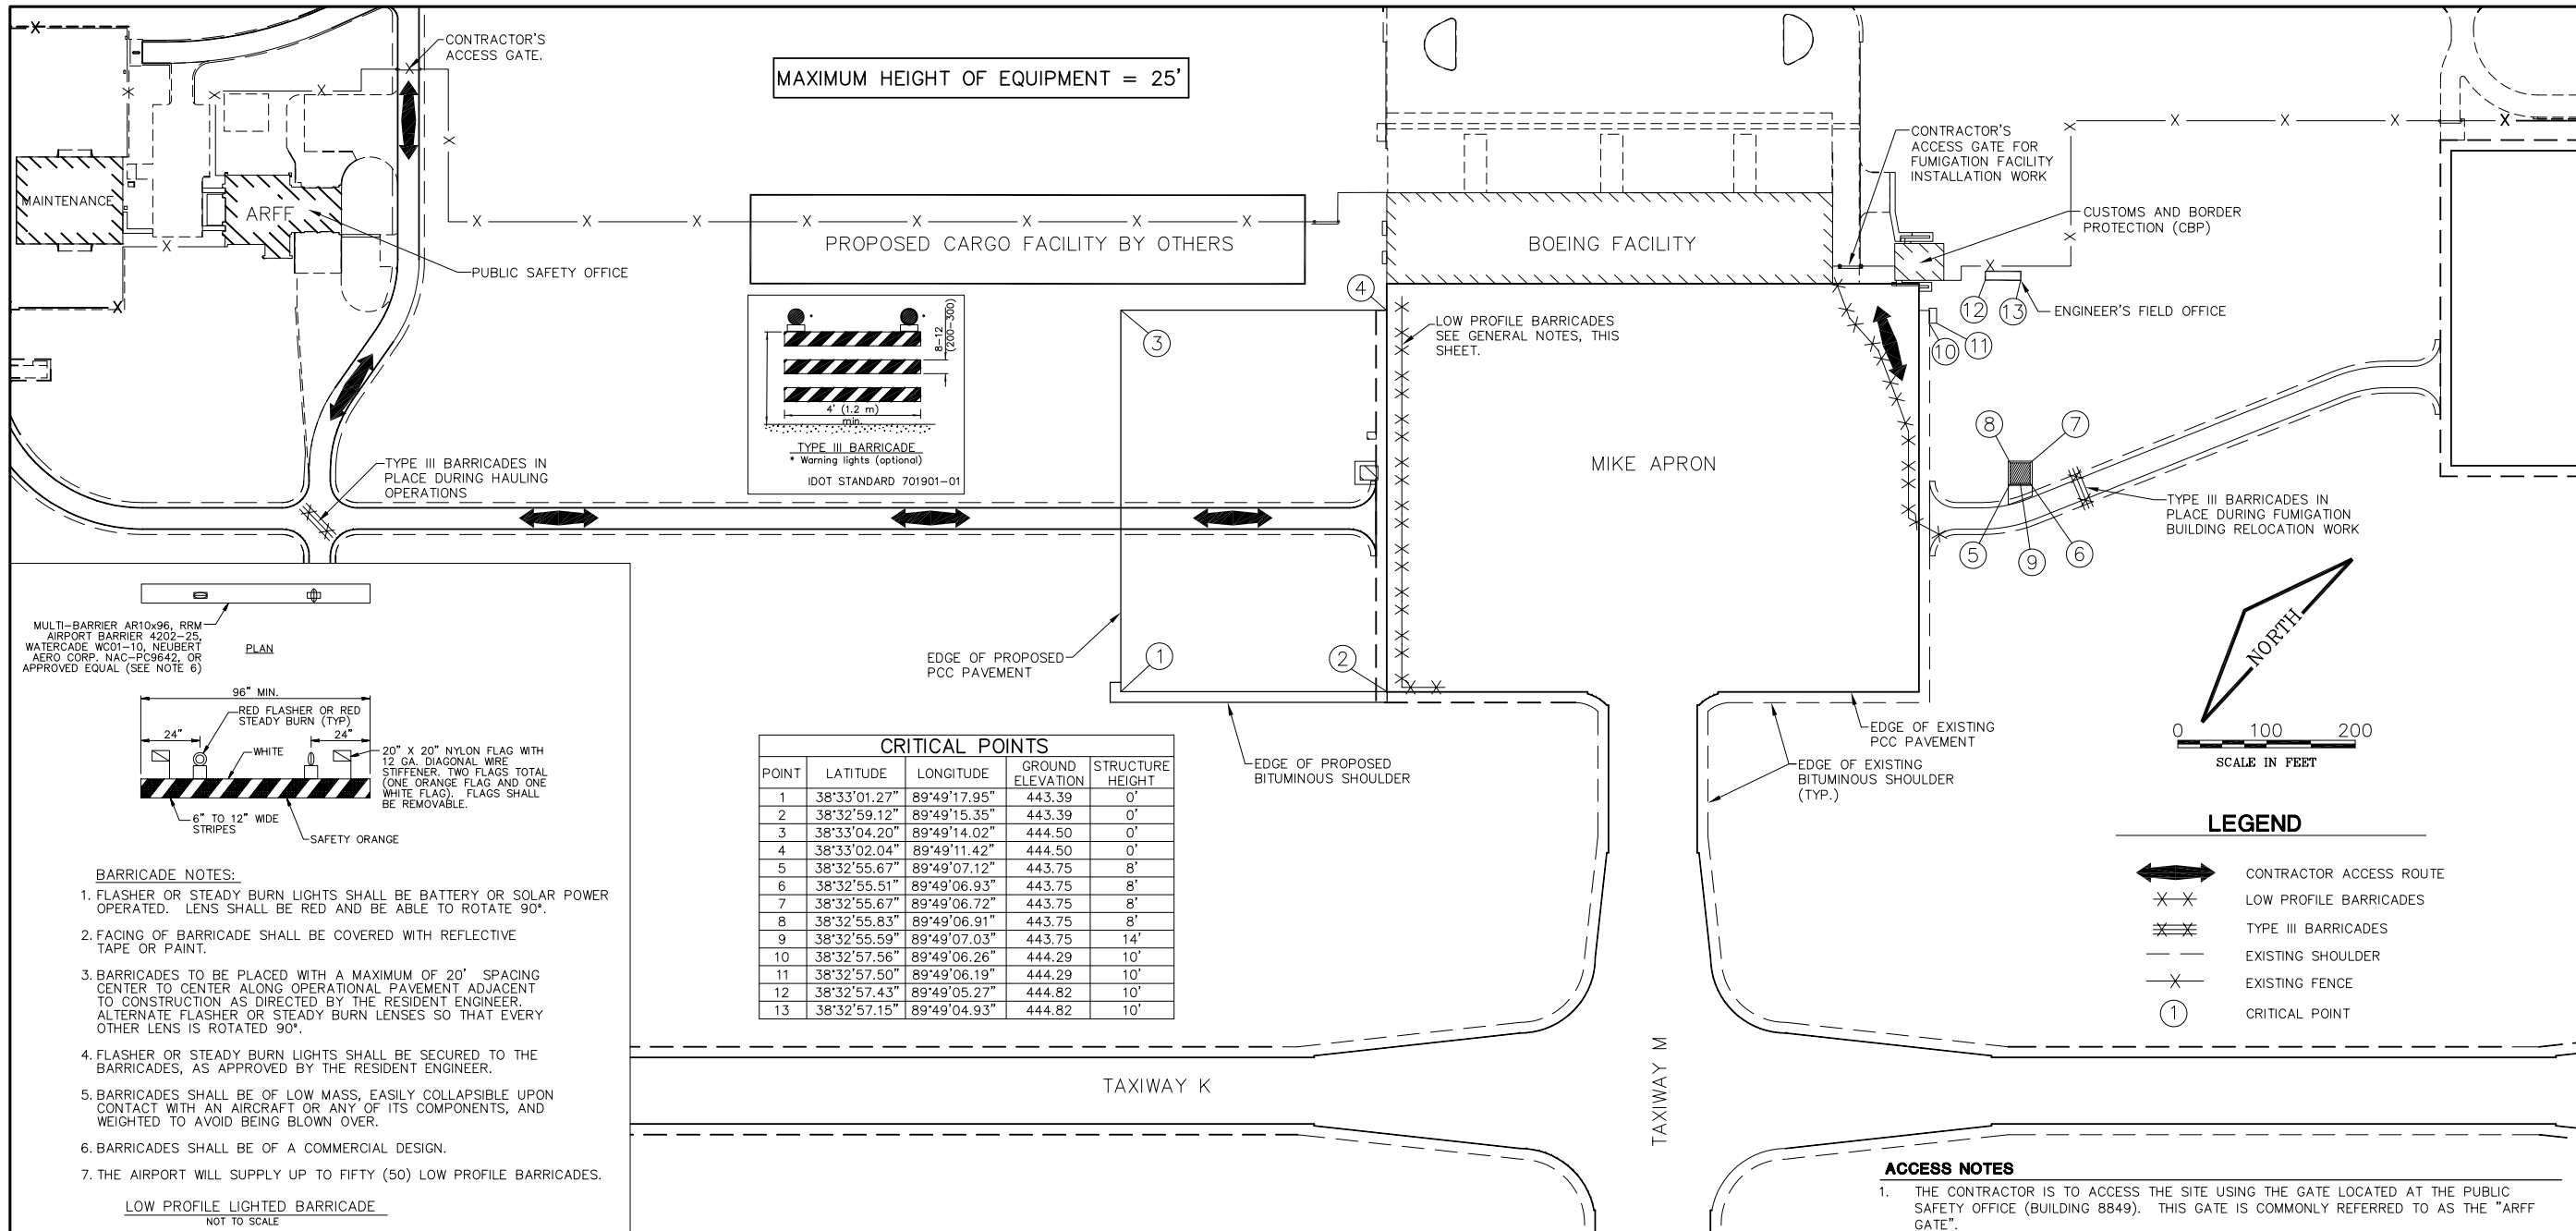 CONTRACTOR'S
ACCESS GATE.
MAXIMUM HEIGHT OF EQUIPMENT = 25'
MAINTENANCE
ARFF
PUBLIC SAFETY OFFICE
PROPOSED CARGO FACILITY BY OTHERS
BOEING FACILITY
CONTRACTOR'S
ACCESS GATE FOR
FUMIGATION FACILITY
INSTALLATION WORK
CUSTOMS AND BORDER
PROTECTION (CBP)
ENGINEER'S FIELD OFFICE
12
13
10
11
4
3
8-12
(200-300)
4' (1.2 m)
min.
TYPE III BARRICADE
* Warning lights (optional)
IDOT STANDARD 701901-01
LOW PROFILE BARRICADES
SEE GENERAL NOTES, THIS
SHEET.
MIKE APRON
8
7
5
9
6
TYPE III BARRICADES IN
PLACE DURING HAULING
OPERATIONS
TYPE III BARRICADES IN
PLACE DURING FUMIGATION
BUILDING RELOCATION WORK
MULTI-BARRIER AR10x96, RRM
AIRPORT BARRIER 4202-25,
WATERCADE WC01-10, NEUBERT
AERO CORP. NAC-PC9642, OR
APPROVED EQUAL (SEE NOTE 6)
PLAN
96" MIN.
RED FLASHER OR RED
STEADY BURN (TYP)
24"
24"
WHITE
20" X 20" NYLON FLAG WITH
12 GA. DIAGONAL WIRE
STIFFENER. TWO FLAGS TOTAL
(ONE ORANGE FLAG AND ONE
WHITE FLAG). FLAGS SHALL
BE REMOVABLE.
6" TO 12" WIDE
STRIPES
SAFETY ORANGE
EDGE OF PROPOSED
PCC PAVEMENT
1
2
EDGE OF PROPOSED
BITUMINOUS SHOULDER
EDGE OF EXISTING
PCC PAVEMENT
EDGE OF EXISTING
BITUMINOUS SHOULDER
(TYP.)
NORTH
0 100 200
SCALE IN FEET
BARRICADE NOTES:
1. FLASHER OR STEADY BURN LIGHTS SHALL BE BATTERY OR SOLAR POWER
OPERATED. LENS SHALL BE RED AND BE ABLE TO ROTATE 90°.
2. FACING OF BARRICADE SHALL BE COVERED WITH REFLECTIVE
TAPE OR PAINT.
3. BARRICADES TO BE PLACED WITH A MAXIMUM OF 20' SPACING
CENTER TO CENTER ALONG OPERATIONAL PAVEMENT ADJACENT
TO CONSTRUCTION AS DIRECTED BY THE RESIDENT ENGINEER.
ALTERNATE FLASHER OR STEADY BURN LENSES SO THAT EVERY
OTHER LENS IS ROTATED 90°.
4. FLASHER OR STEADY BURN LIGHTS SHALL BE SECURED TO THE
BARRICADES, AS APPROVED BY THE RESIDENT ENGINEER.
5. BARRICADES SHALL BE OF LOW MASS, EASILY COLLAPSIBLE UPON
CONTACT WITH AN AIRCRAFT OR ANY OF ITS COMPONENTS, AND
WEIGHTED TO AVOID BEING BLOWN OVER.
6. BARRICADES SHALL BE OF A COMMERCIAL DESIGN.
7. THE AIRPORT WILL SUPPLY UP TO FIFTY (50) LOW PROFILE BARRICADES.
LOW PROFILE LIGHTED BARRICADE
NOT TO SCALE
CRITICAL POINTS
POINT LATITUDE LONGITUDE GROUND ELEVATION STRUCTURE HEIGHT
1 38°33'01.27" 89°49'17.95" 443.39 0'
2 38°32'59.12" 89°49'15.35" 443.39 0'
3 38°33'04.20" 89°49'14.02" 444.50 0'
4 38°33'02.04" 89°49'11.42" 444.50 0'
5 38°32'55.67" 89°49'07.12" 443.75 8'
6 38°32'55.51" 89°49'06.93" 443.75 8'
7 38°32'55.67" 89°49'06.72" 443.75 8'
8 38°32'55.83" 89°49'06.91" 443.75 8'
9 38°32'55.59" 89°49'07.03" 443.75 14'
10 38°32'57.56" 89°49'06.26" 444.29 10'
11 38°32'57.50" 89°49'06.19" 444.29 10'
12 38°32'57.43" 89°49'05.27" 444.82 10'
13 38°32'57.15" 89°49'04.93" 444.82 10'
TAXIWAY K
TAXIWAY M
LEGEND
CONTRACTOR ACCESS ROUTE
LOW PROFILE BARRICADES
TYPE III BARRICADES
EXISTING SHOULDER
EXISTING FENCE
1 CRITICAL POINT
ACCESS NOTES
1. THE CONTRACTOR IS TO ACCESS THE SITE USING THE GATE LOCATED AT THE PUBLIC
SAFETY OFFICE (BUILDING 8849). THIS GATE IS COMMONLY REFERRED TO AS THE "ARFF
GATE".